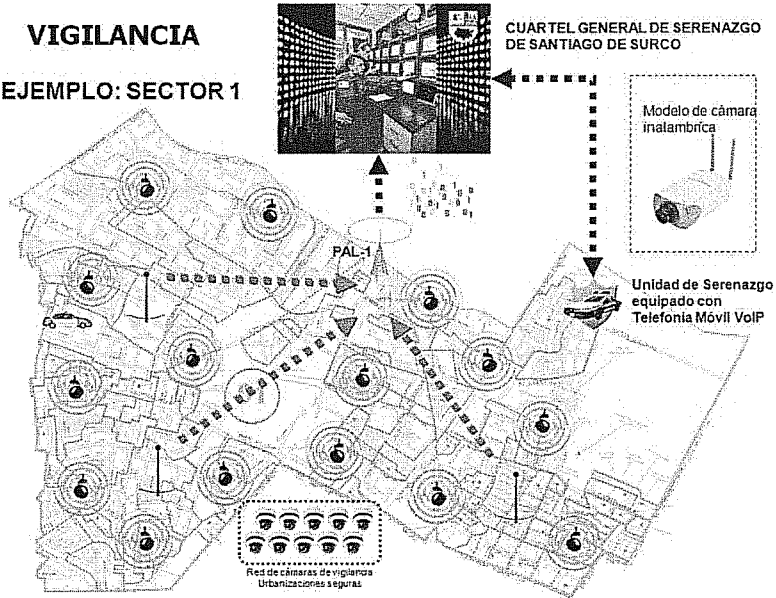 VIGILANCIA
EJEMPLO: SECTOR 1
CUARTEL GENERAL DE SERENAZGO
DE SANTIAGO DE SURCO
Modelo de cámara
inalambrica
PAL-1
Unidad de Serenazgo
equipado con
Telefonía Móvil VoIP
Red de cámaras de vigilancia
Urbanizaciones seguras